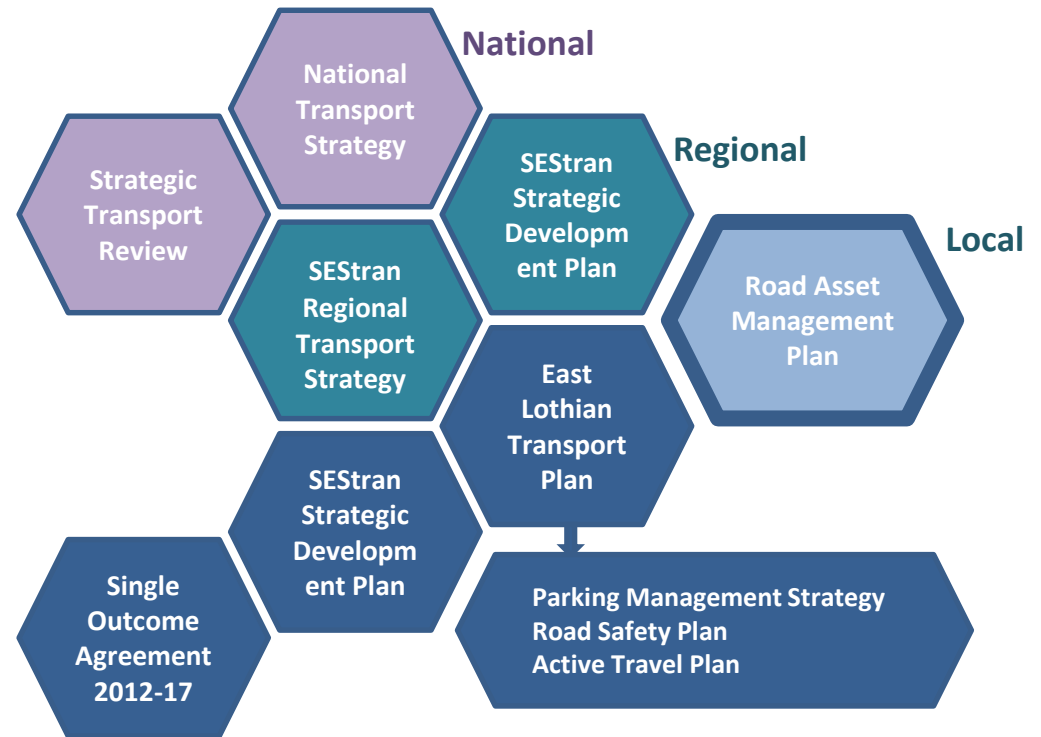 National
National
Transport
Strategy
Regional
SEStran
Strategic
Developm
ent Plan
Strategic
Transport
Review
Local
SEStran
Regional
Transport
Strategy
Road Asset
Management
Plan
East
Lothian
Transport
Plan
SEStran
Strategic
Developm
ent Plan
Single
Outcome
Agreement
2012-17
Parking Management Strategy
Road Safety Plan
Active Travel Plan